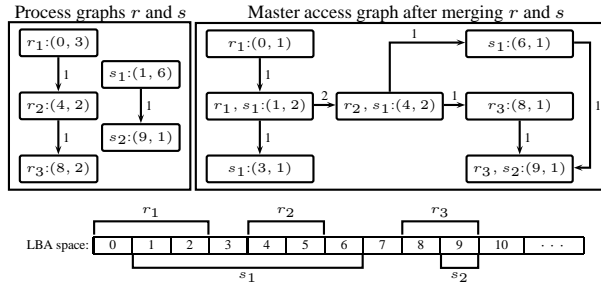 Process graphs r and s
Master access graph after merging r and s
r1:(0, 3)
1
s1:(1, 6)
r2:(4, 2)
1
1
s2:(9, 1)
r3:(8, 2)
r1:(0, 1)
1
s1:(6, 1)
1
r1, s1:(1, 2)
2
r2, s1:(4, 2)
1
r3:(8, 1)
1
1
1
s1:(3, 1)
r3, s2:(9, 1)
r1
r2
r3
LBA space: 0 1 2 3 4 5 6 7 8 9 10 · · ·
s1
s2